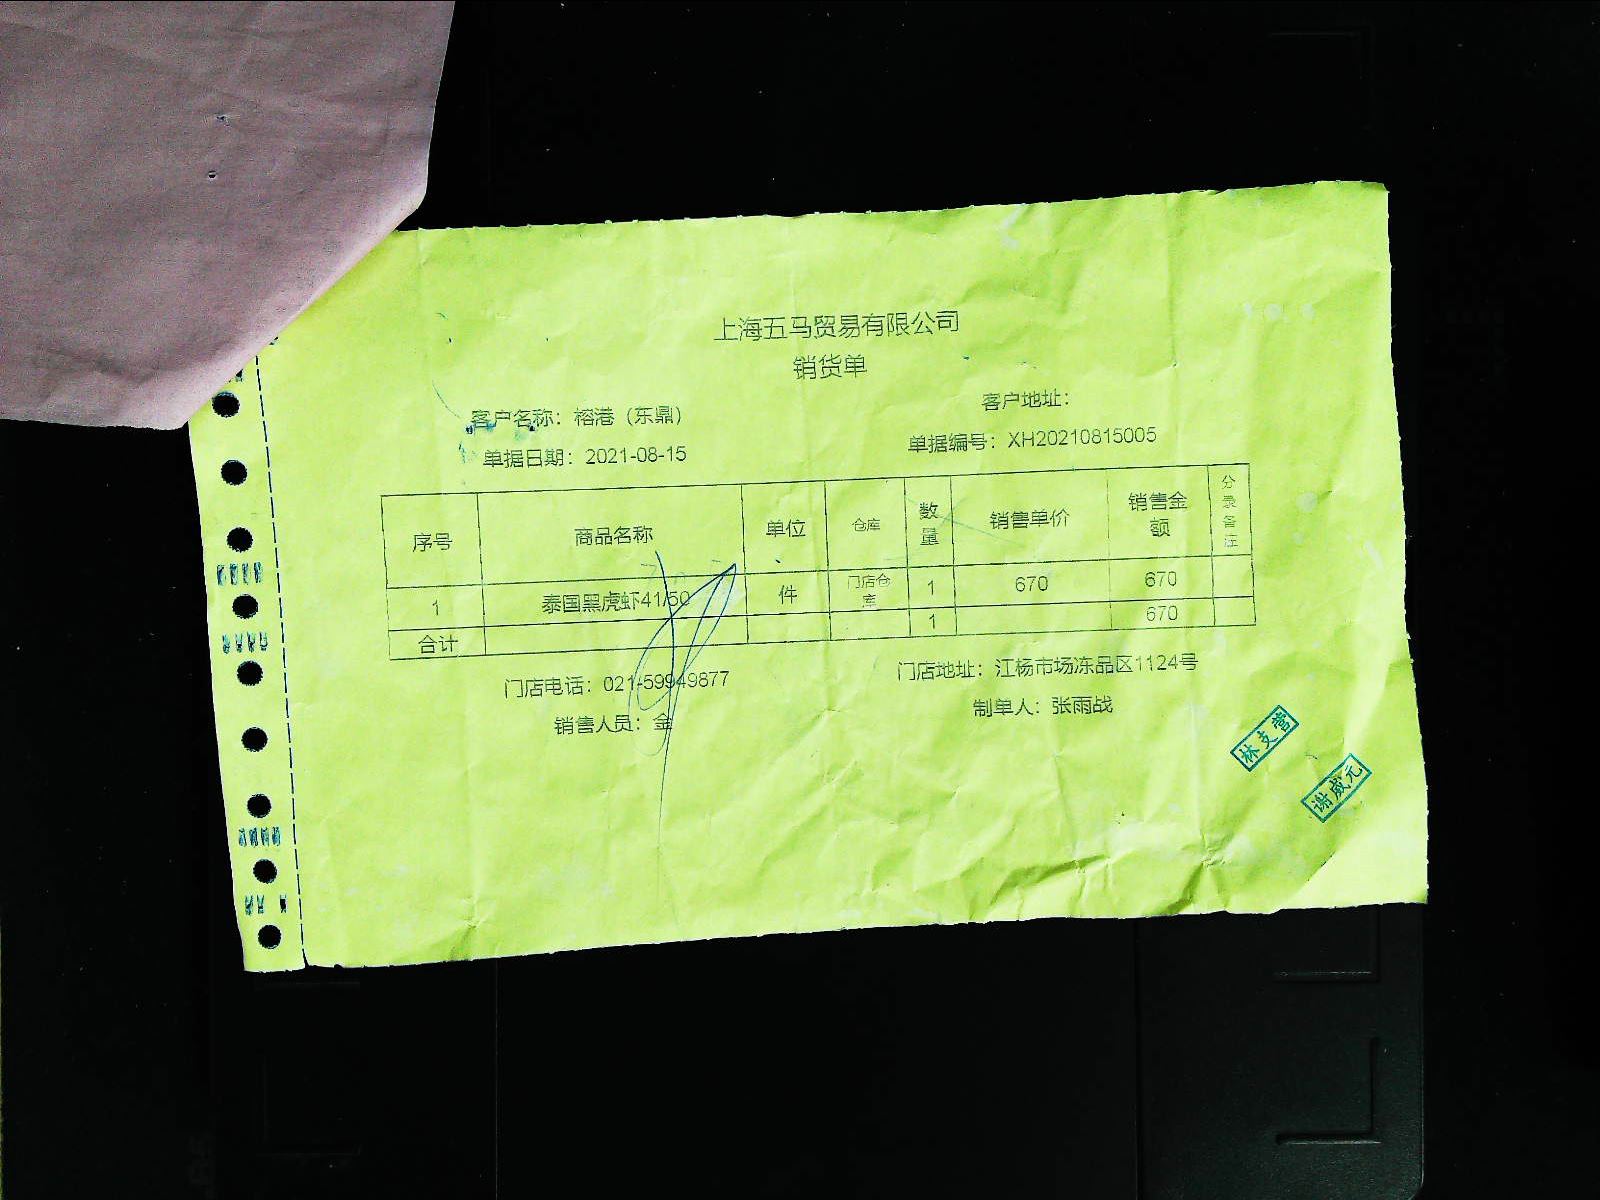 上海五马贸易有限公司
销货单
客户名称：榕港（东鼎） 客户地址：
单据日期：2021-08-15 单据编号：XH20210815005
序号 商品名称 单位 仓库 数量 销售单价 销售金额 分录备注
1 泰国黑虎虾41/50 件 门店仓库 1 670 670
合计 1 670
门店电话：021-59949877 门店地址：江杨市场冻品区1124号
销售人员：金 制单人：张雨战
林支营
谢威元